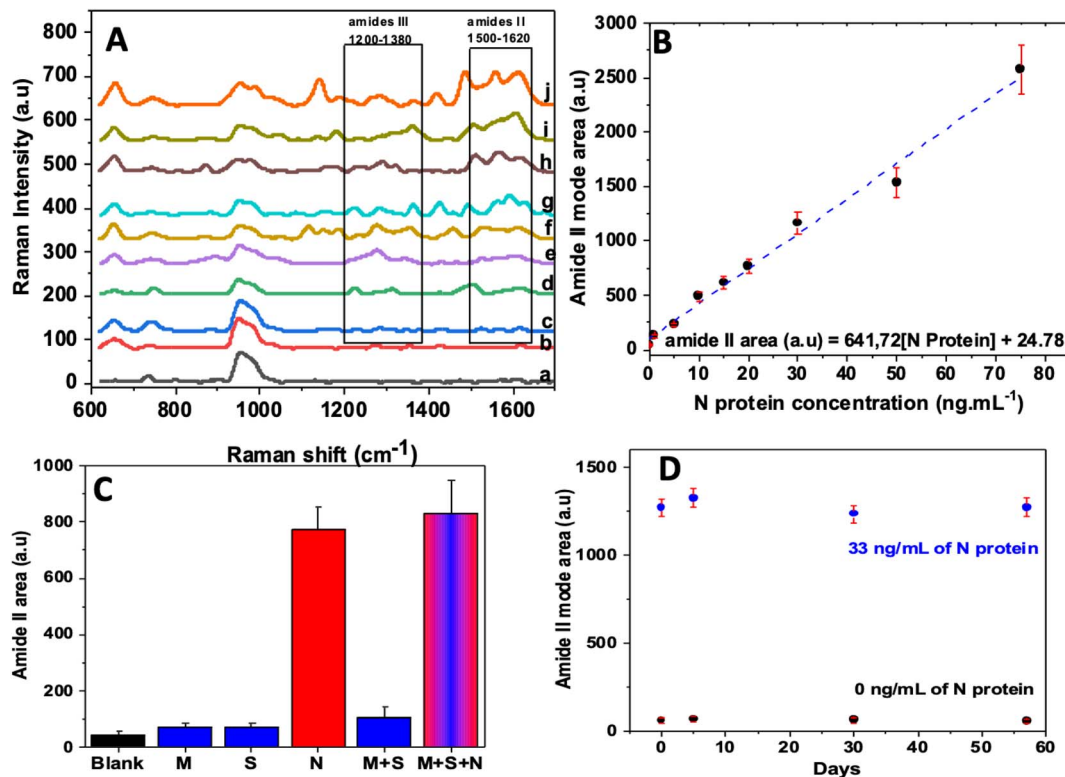 A
amides III
1200-1380
amides II
1500-1620
800
700
600
500
400
300
200
100
0
j
i
h
g
f
e
d
c
b
a
Raman Intensity (a.u)
600 800 1000 1200 1400 1600
Raman shift (cm-1)
B
3000
2500
2000
1500
1000
500
0
Amide II mode area (a.u)
amide II area (a.u) = 641,72[N Protein] + 24.78
0 10 20 30 40 50 60 70 80
N protein concentration (ng.mL-1)
C
1000
800
600
400
200
0
Amide II area (a.u)
Blank M S N M+S M+S+N
D
1500
1000
500
0
Amide II mode area (a.u)
33 ng/mL of N protein
0 ng/mL of N protein
0 10 20 30 40 50 60
Days